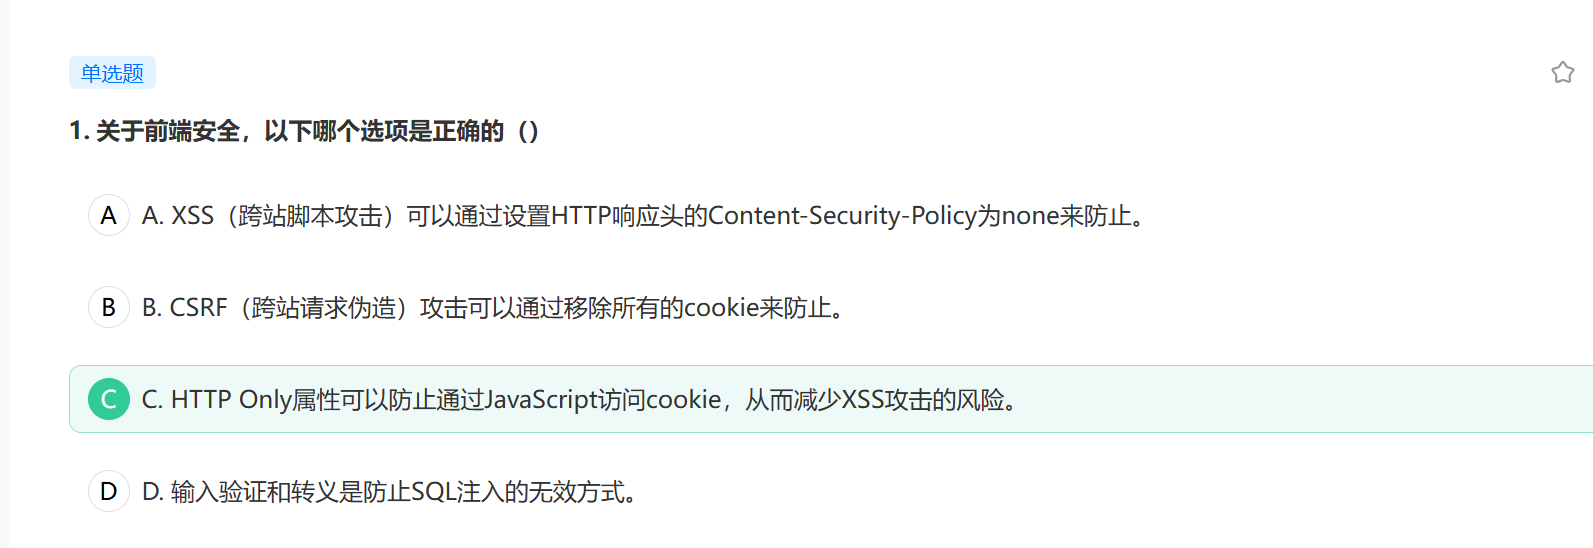 单选题
1. 关于前端安全，以下哪个选项是正确的（）
A A. XSS（跨站脚本攻击）可以通过设置HTTP响应头的Content-Security-Policy为none来防止。
B B. CSRF（跨站请求伪造）攻击可以通过移除所有的cookie来防止。
C C. HTTP Only属性可以防止通过JavaScript访问cookie，从而减少XSS攻击的风险。
D D. 输入验证和转义是防止SQL注入的无效方式。